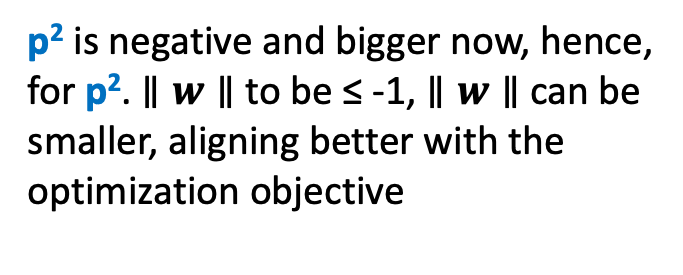 p² is negative and bigger now, hence,
for p². ‖ w ‖ to be ≤ -1, ‖ w ‖ can be
smaller, aligning better with the
optimization objective